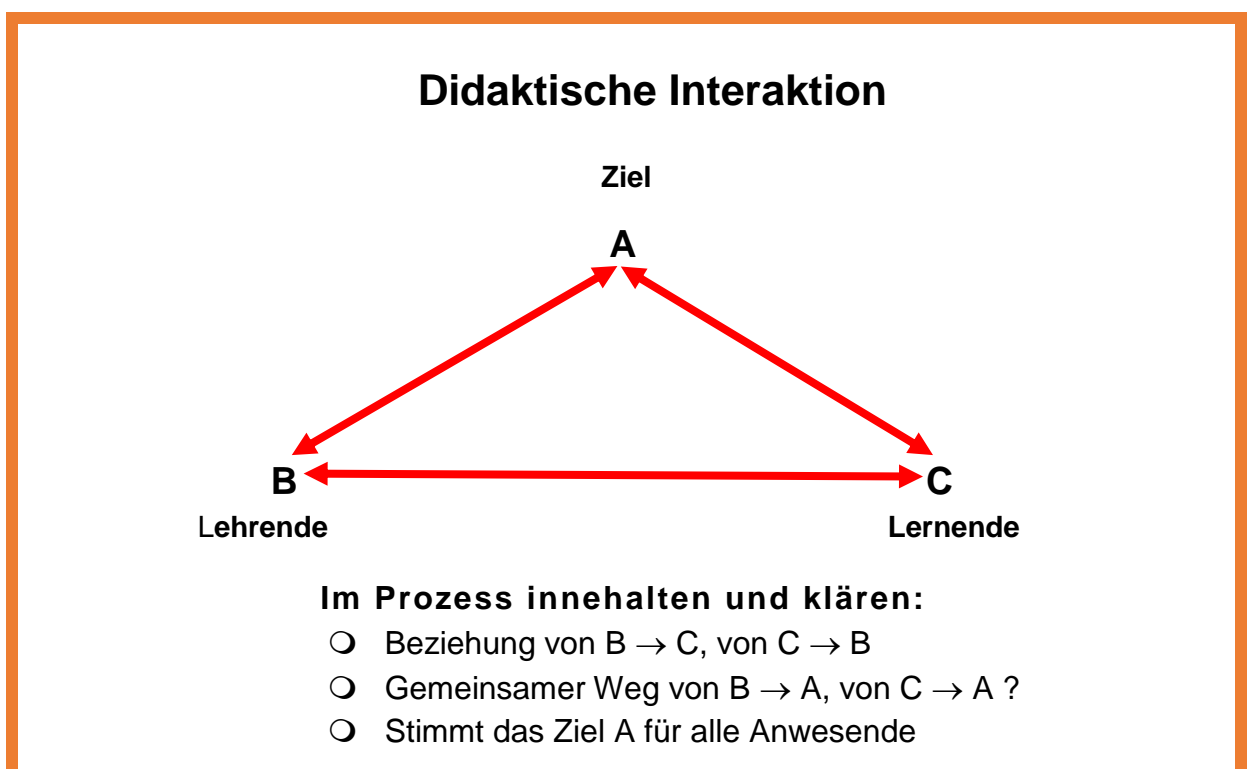 Didaktische Interaktion
Ziel
A
B
C
Lehrende
Lernende
Im Prozess innehalten und klären:
Beziehung von B → C, von C → B
Gemeinsamer Weg von B → A, von C → A ?
Stimmt das Ziel A für alle Anwesende